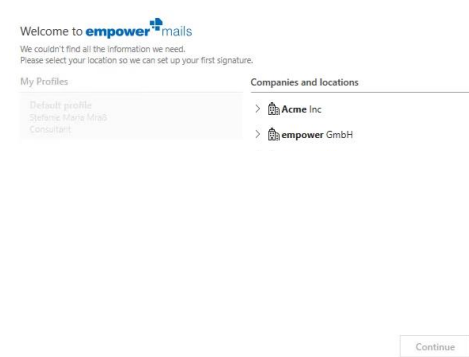 Welcome to empower mails
We couldn't find all the information we need.
Please select your location so we can set up your first signature.
My Profiles
Companies and locations
Default profile
Stefanie Marie Mraß
Consultant
Acme Inc
empower GmbH
Continue